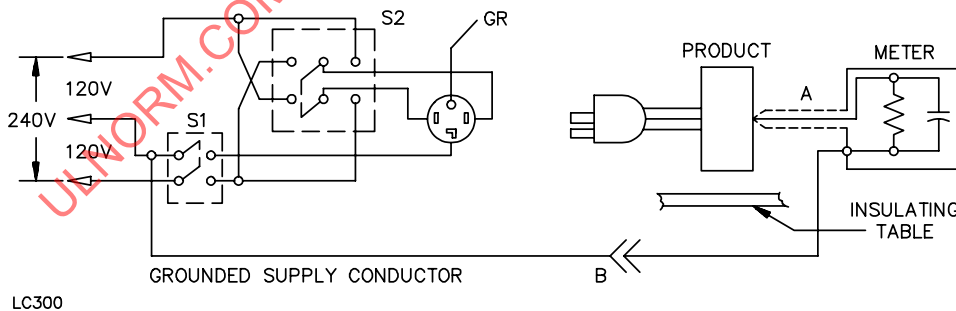 S2
GR
PRODUCT
METER
120V
A
240V
S1
120V
INSULATING
TABLE
GROUNDED SUPPLY CONDUCTOR
B
LC300
ULNORM.COM